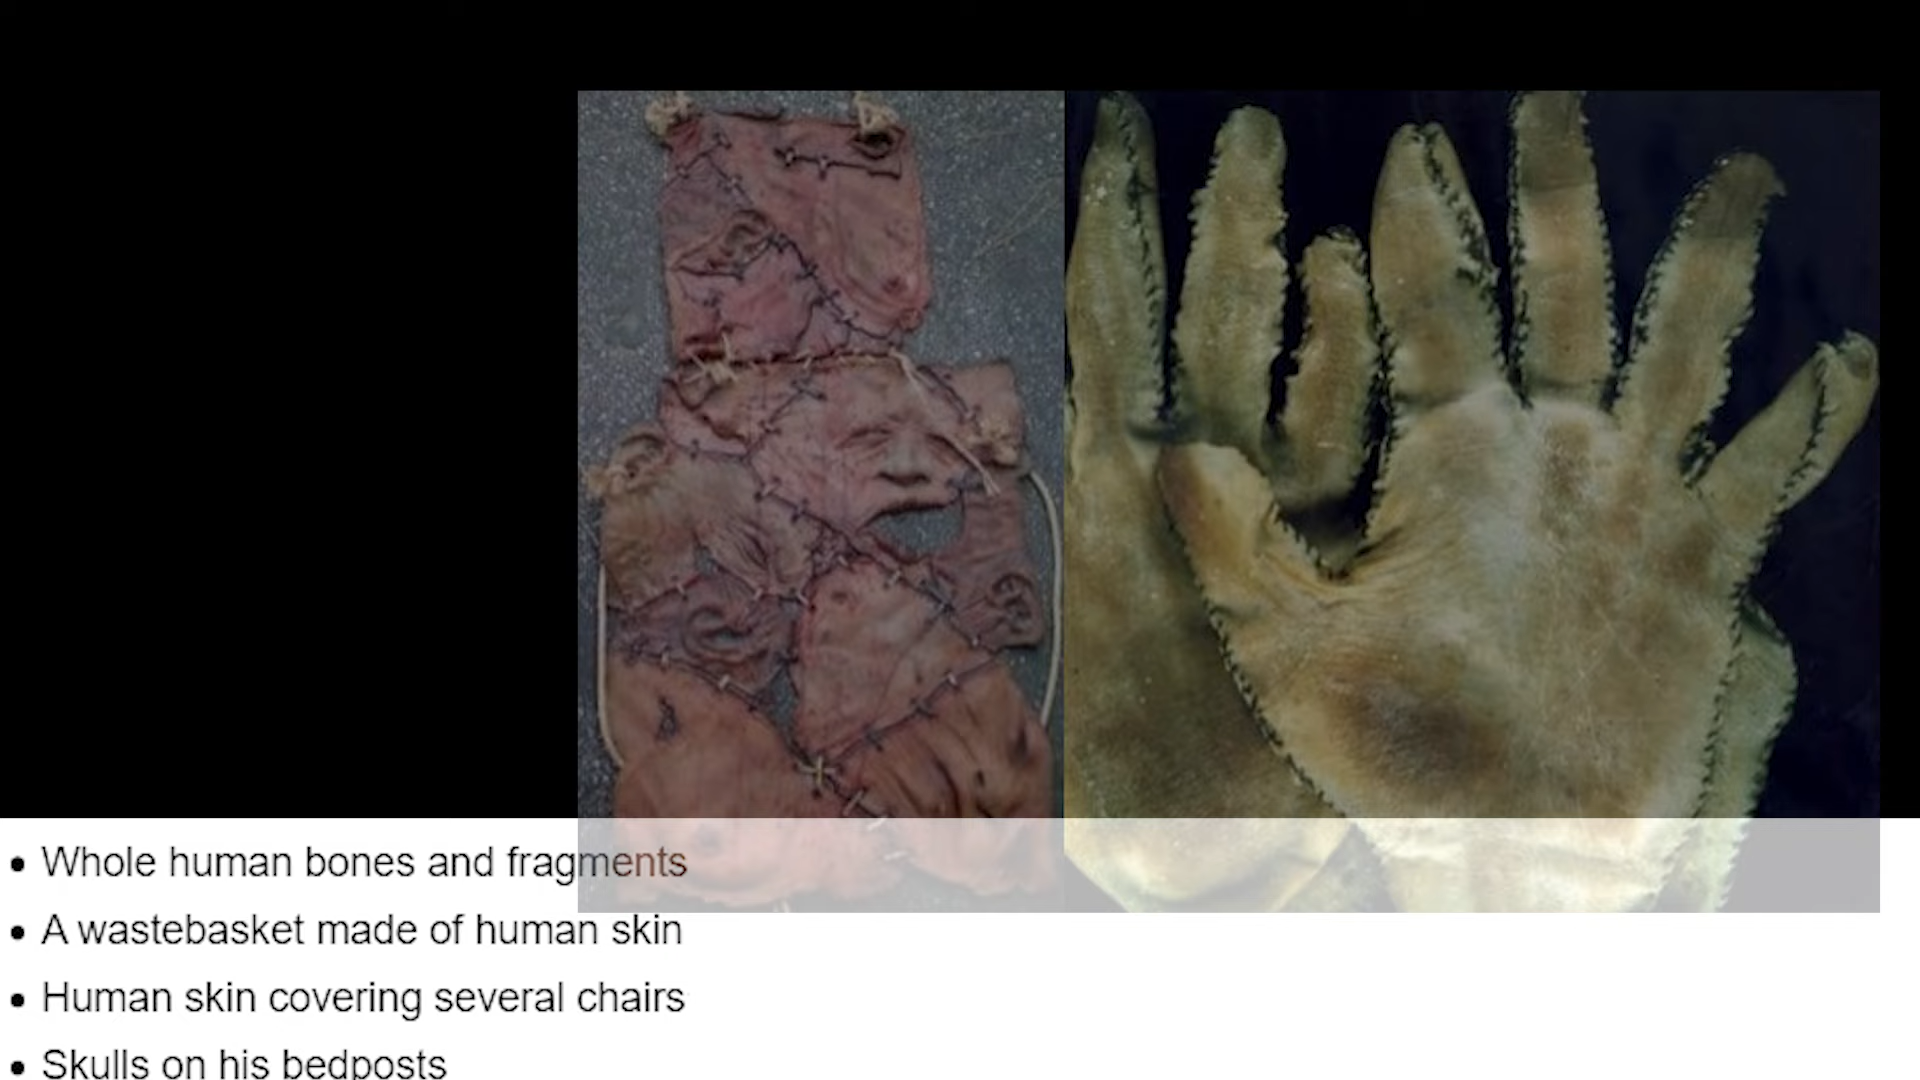 • Whole human bones and fragments
• A wastebasket made of human skin
• Human skin covering several chairs
• Skulls on his bedposts